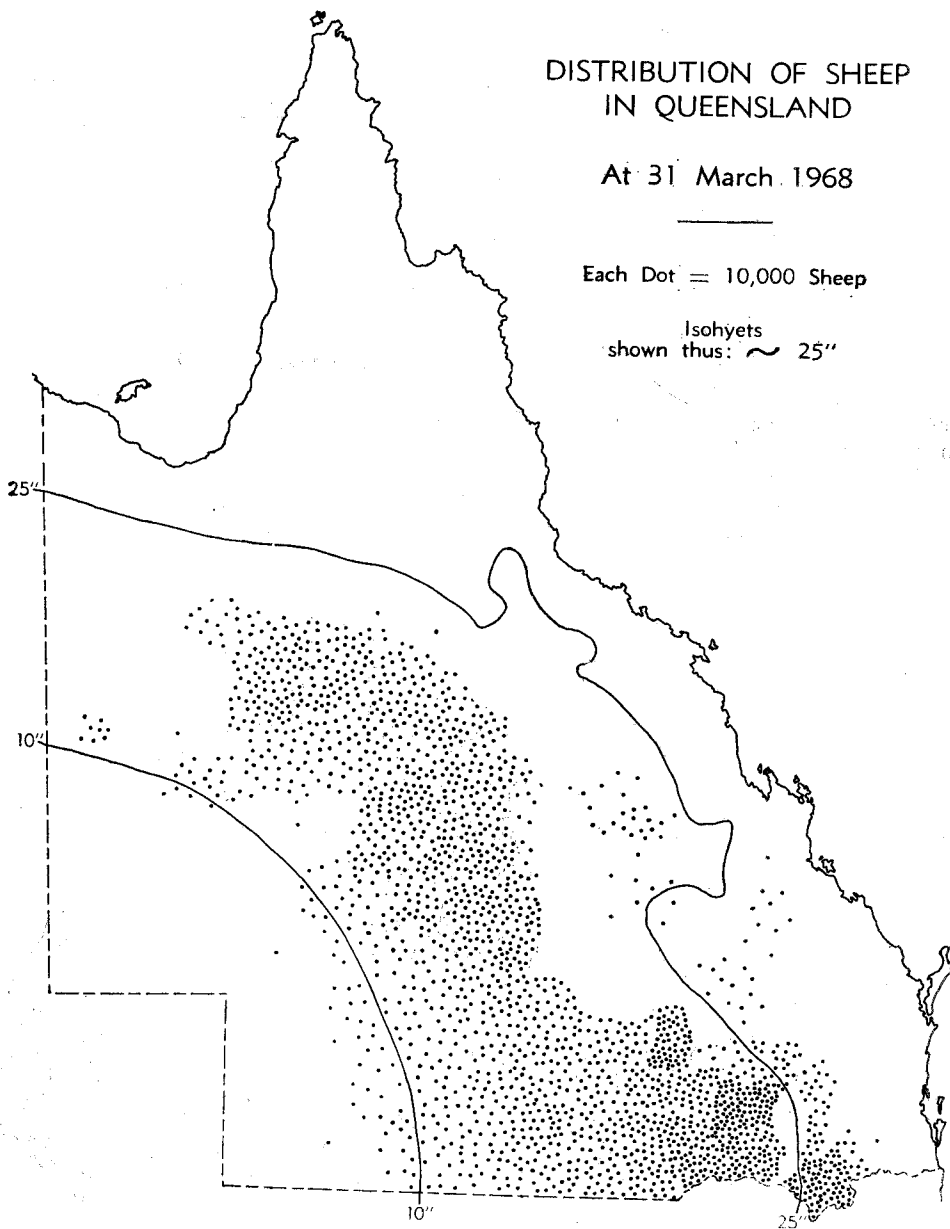 DISTRIBUTION OF SHEEP
IN QUEENSLAND
At 31 March 1968
Each Dot = 10,000 Sheep
Isohyets
shown thus: ~ 25"
25"
10"
10"
25"